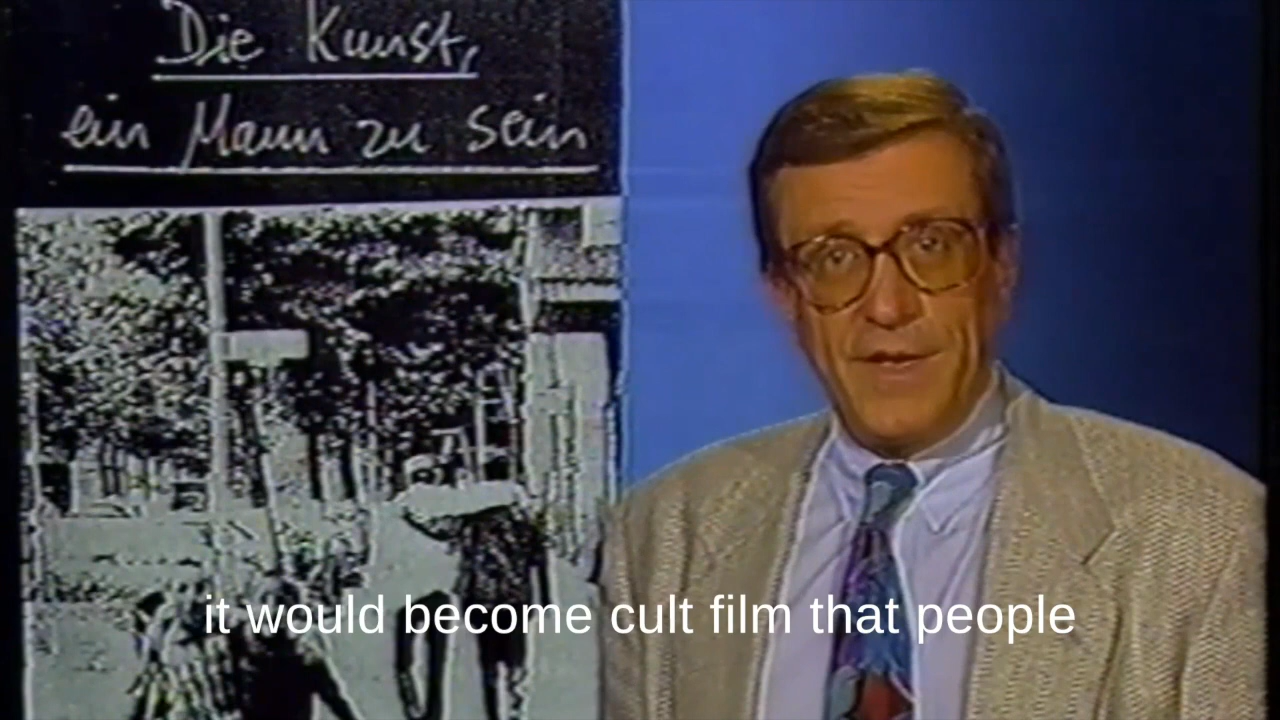 Die Kunst,
ein Mann zu sein
it would become cult film that people